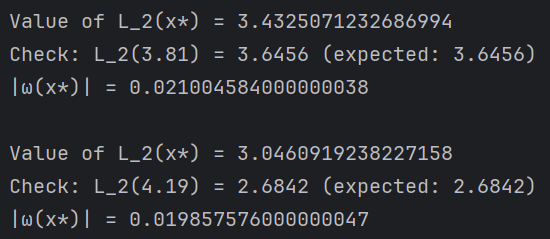 Value of L_2(x*) = 3.4325071232686994
Check: L_2(3.81) = 3.6456 (expected: 3.6456)
|ω(x*)| = 0.021004584000000038
Value of L_2(x*) = 3.0460919238227158
Check: L_2(4.19) = 2.6842 (expected: 2.6842)
|ω(x*)| = 0.019857576000000047